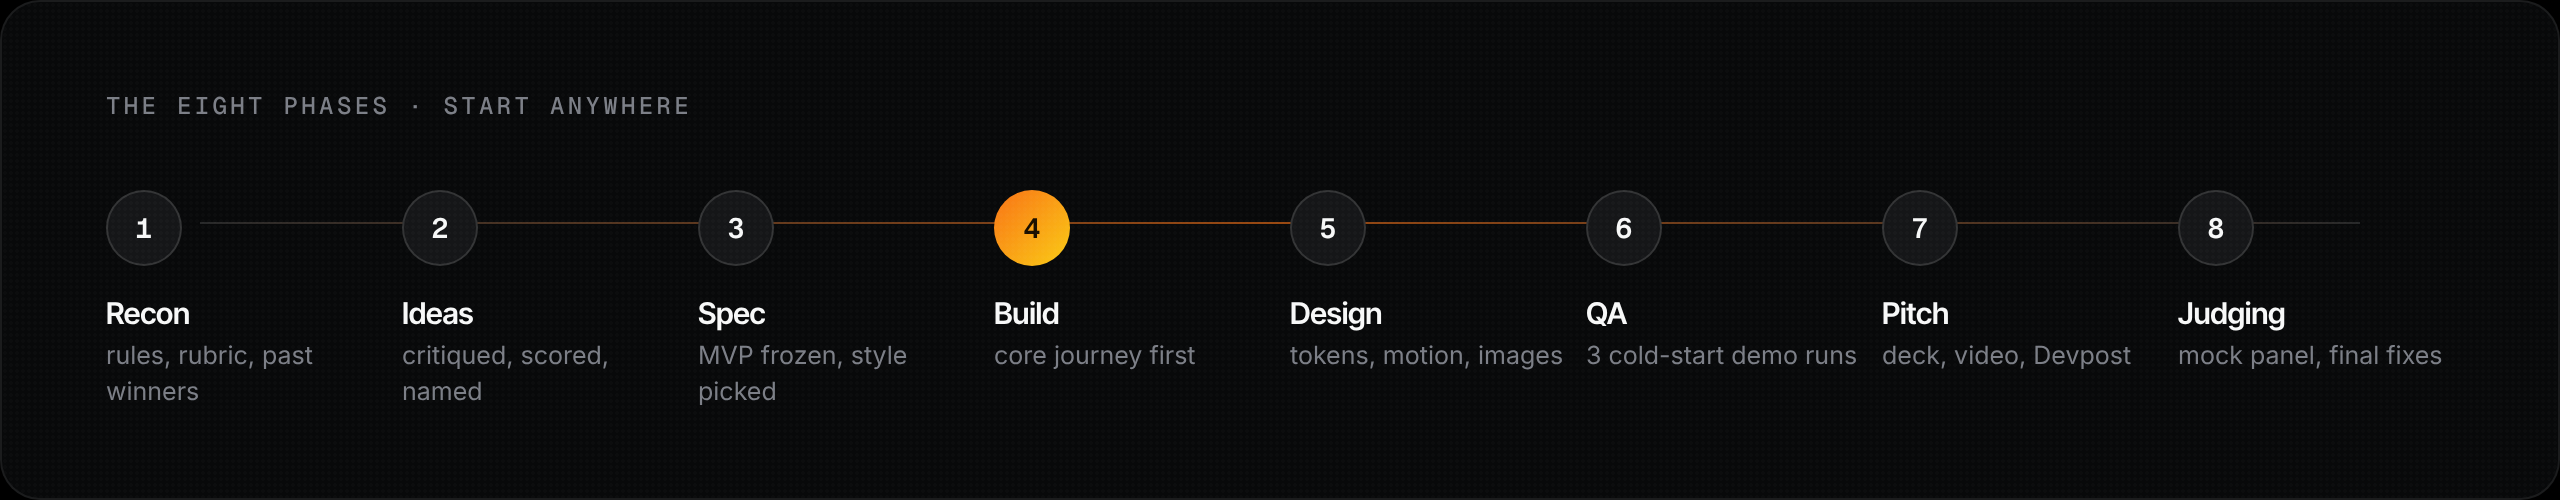 THE EIGHT PHASES · START ANYWHERE
1
2
3
4
5
6
7
8
Recon
rules, rubric, past
winners
Ideas
critiqued, scored,
named
Spec
MVP frozen, style
picked
Build
core journey first
Design
tokens, motion, images
QA
3 cold-start demo runs
Pitch
deck, video, Devpost
Judging
mock panel, final fixes